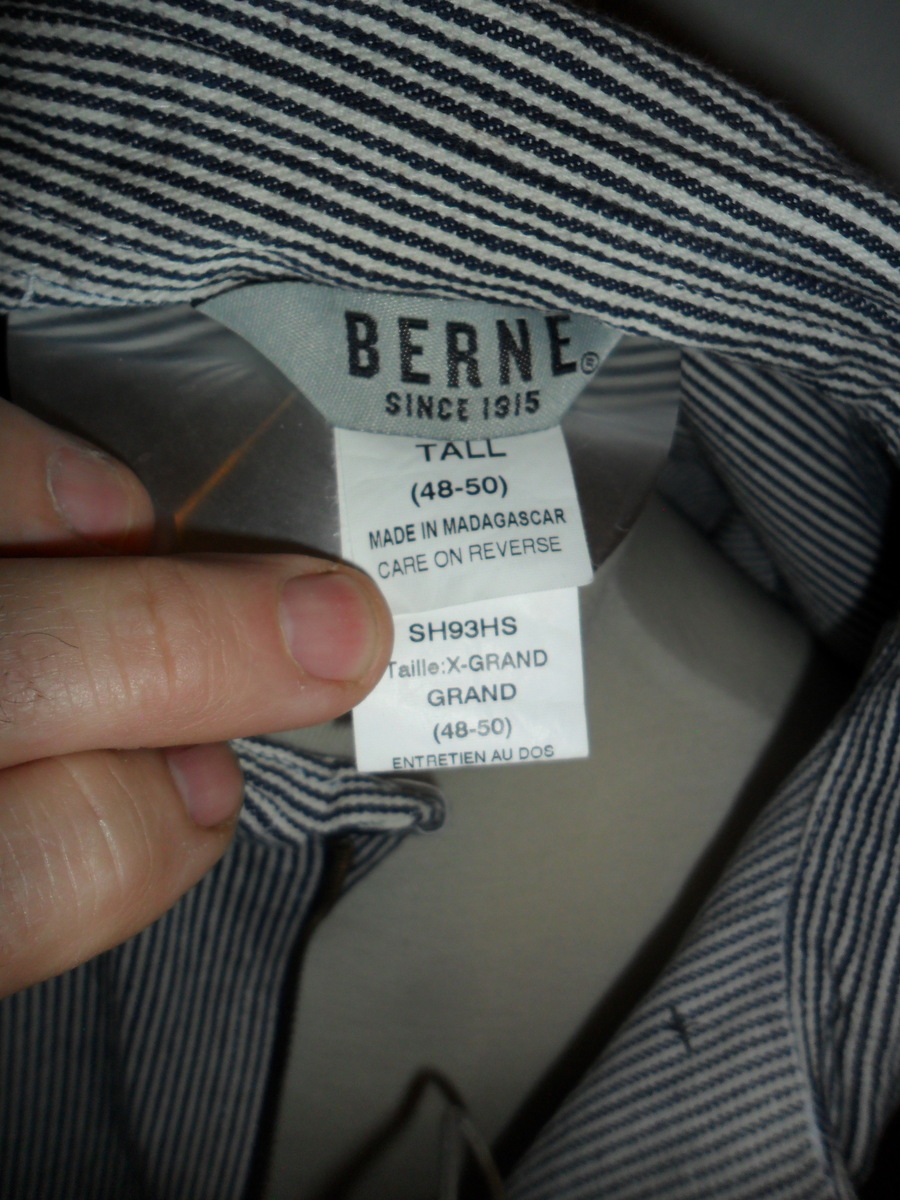 BERNE®
SINCE 1915
TALL
(48-50)
MADE IN MADAGASCAR
CARE ON REVERSE
SH93HS
Taille:X-GRAND
GRAND
(48-50)
ENTRETIEN AU DOS